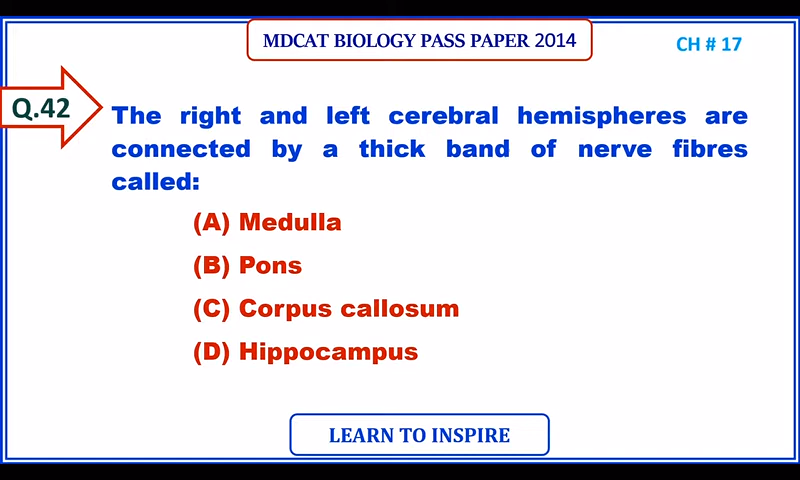 MDCAT BIOLOGY PASS PAPER 2014
CH # 17
Q.42
The right and left cerebral hemispheres are
connected by a thick band of nerve fibres
called:
(A) Medulla
(B) Pons
(C) Corpus callosum
(D) Hippocampus
LEARN TO INSPIRE